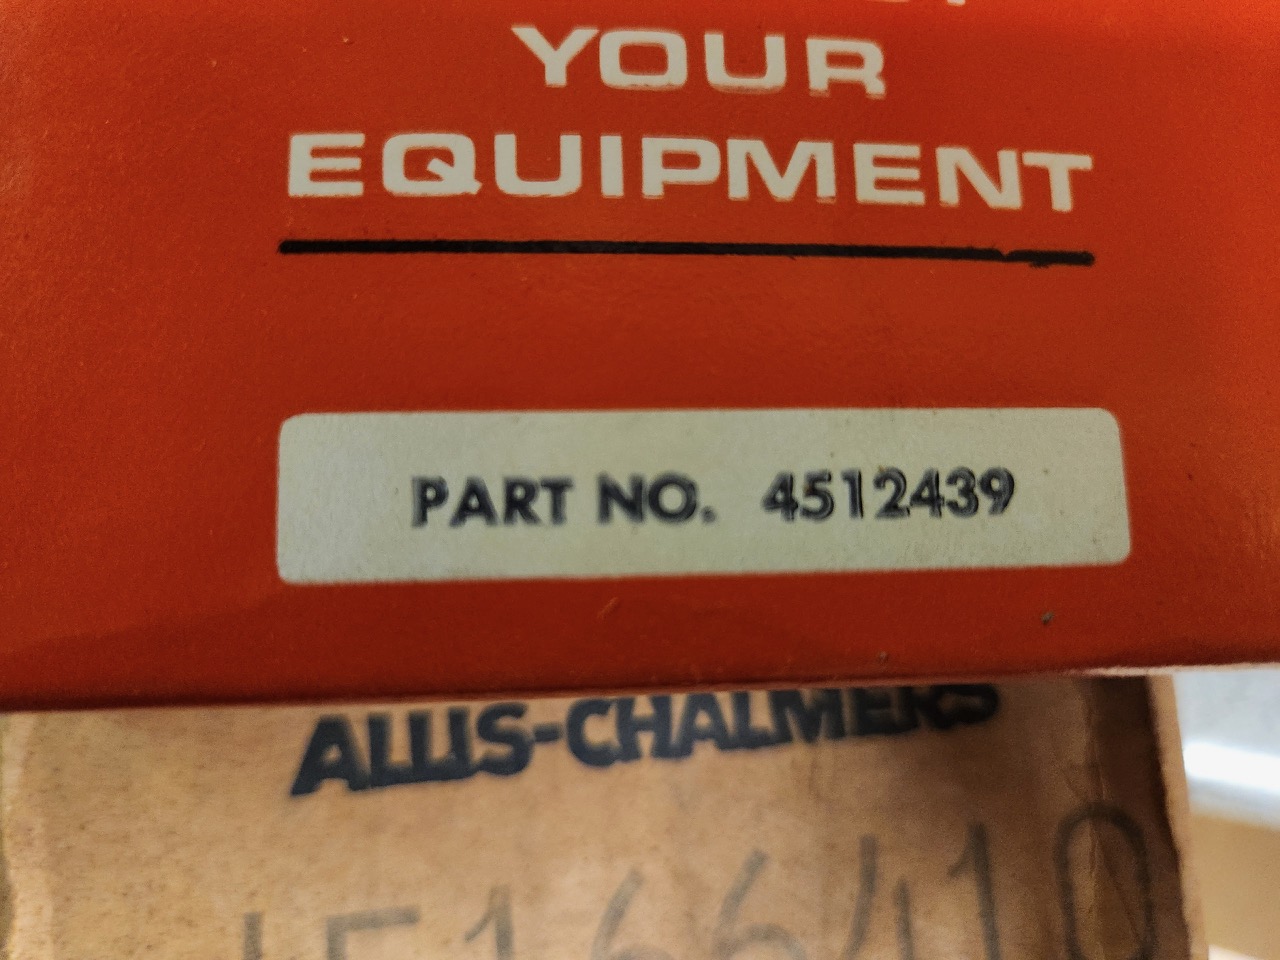 YOUR
EQUIPMENT
PART NO. 4512439
ALLIS-CHALMERS